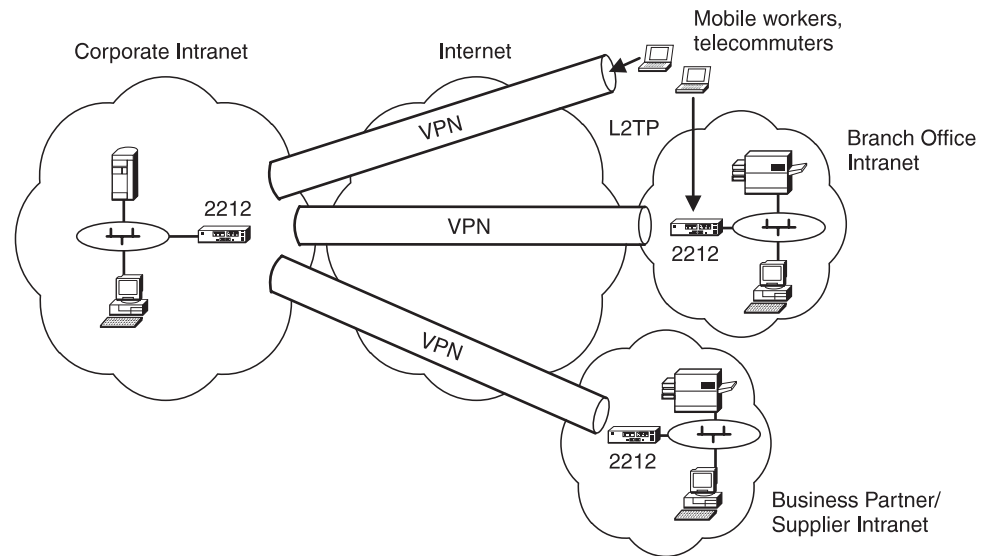 Mobile workers,
telecommuters
Corporate Intranet
Internet
VPN
L2TP
Branch Office
Intranet
2212
VPN
2212
VPN
2212
Business Partner/
Supplier Intranet